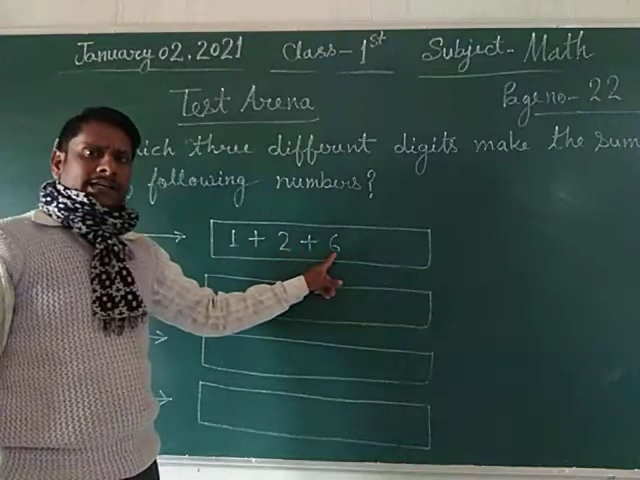 January 02, 2021 Class- 1st Subject- Math
Test Arena Page no- 22
three different digits make the sum
following numbers?
1 + 2 + 6